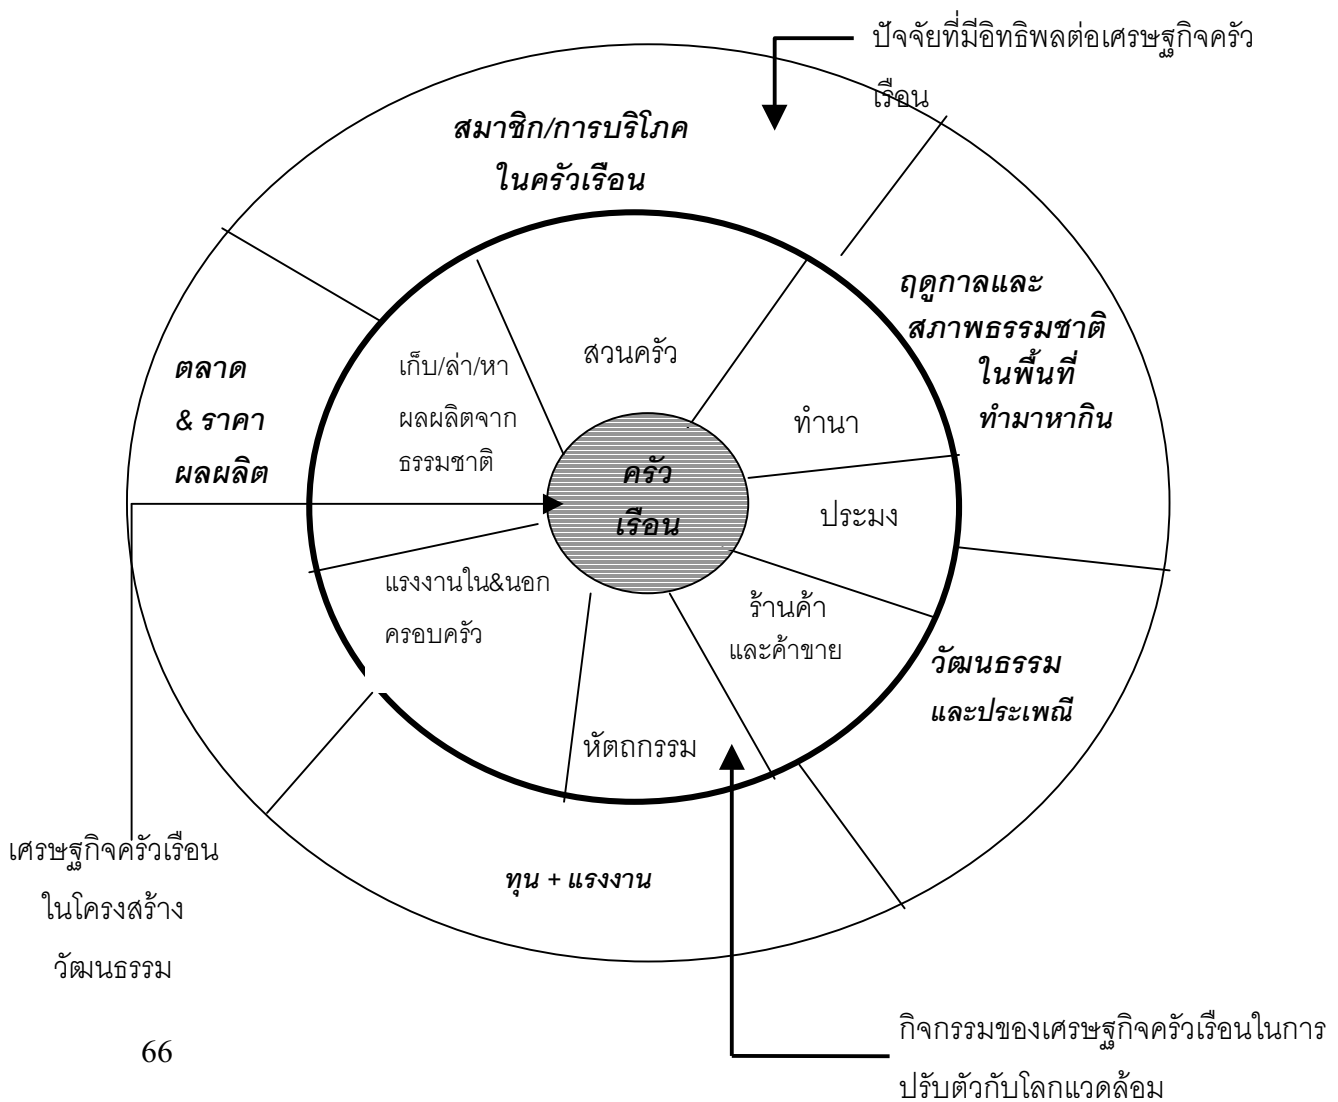 ปัจจัยที่มีอิทธิพลต่อเศรษฐกิจครัว
เรือน
สมาชิก/การบริโภค
ในครัวเรือน
ฤดูกาลและ
สภาพธรรมชาติ
ในพื้นที่
ทำมาหากิน
ตลาด
& ราคา
ผลผลิต
เก็บ/ล่า/หา
ผลผลิตจาก
ธรรมชาติ
สวนครัว
ทำนา
ครัว
เรือน
ประมง
แรงงานใน&นอก
ครอบครัว
ร้านค้า
และค้าขาย
วัฒนธรรม
และประเพณี
หัตถกรรม
ทุน + แรงงาน
เศรษฐกิจครัวเรือน
ในโครงสร้าง
วัฒนธรรม
กิจกรรมของเศรษฐกิจครัวเรือนในการ
ปรับตัวกับโลกแวดล้อม
66